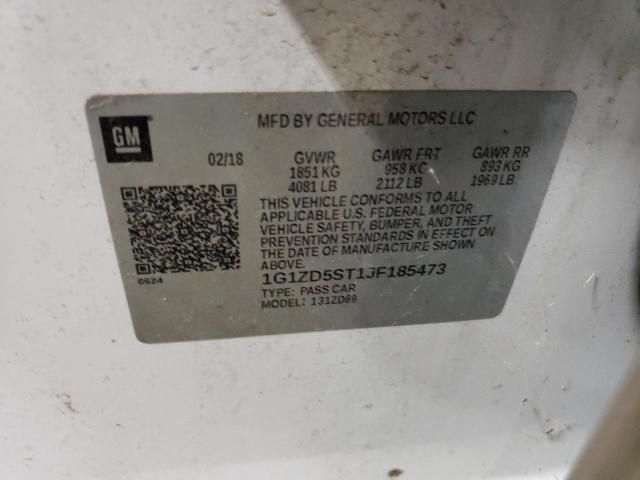 GM
MFD BY GENERAL MOTORS LLC
02/18 GVWR GAWR FRT GAWR RR
1851 KG 958 KG 893 KG
4081 LB 2112 LB 1969 LB
THIS VEHICLE CONFORMS TO ALL
APPLICABLE U.S. FEDERAL MOTOR
VEHICLE SAFETY, BUMPER, AND THEFT
PREVENTION STANDARDS IN EFFECT ON
THE DATE OF MANUFACTURE SHOWN
ABOVE.
0524
1G1ZD5ST1JF185473
TYPE: PASS CAR
MODEL: 131ZD69